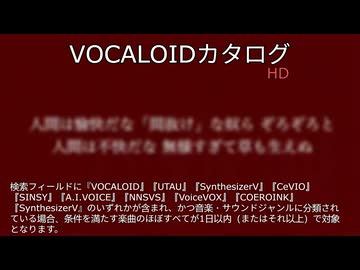 VOCALOIDカタログ
HD
人間は愉快だな「間抜け」な奴ら ぞろぞろと
人間は不快だな 無様すぎて草も生えぬ
検索フィールドに『VOCALOID』『UTAU』『SynthesizerV』『CeVIO』
『SINSY』『A.I.VOICE』『NNSVS』『VoiceVOX』『COEROINK』
『SynthesizerV』のいずれかが含まれ、かつ音楽・サウンドジャンルに分類され
ている場合、条件を満たす楽曲のほぼすべてが1日以内（またはそれ以上）で対象
となります。